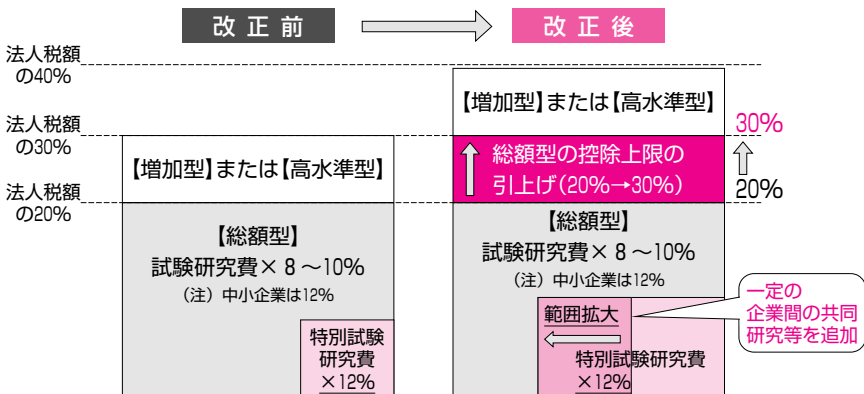 改正前
改正後
法人税額
の40%
法人税額
の30%
法人税額
の20%
【増加型】または【高水準型】
【総額型】
試験研究費×8~10%
(注)中小企業は12%
特別試験
研究費
×12%
【増加型】または【高水準型】
総額型の控除上限の
引上げ(20%→30%)
30%
20%
【総額型】
試験研究費×8~10%
(注)中小企業は12%
範囲拡大
特別試験研究費
×12%
一定の
企業間の共同
研究等を追加